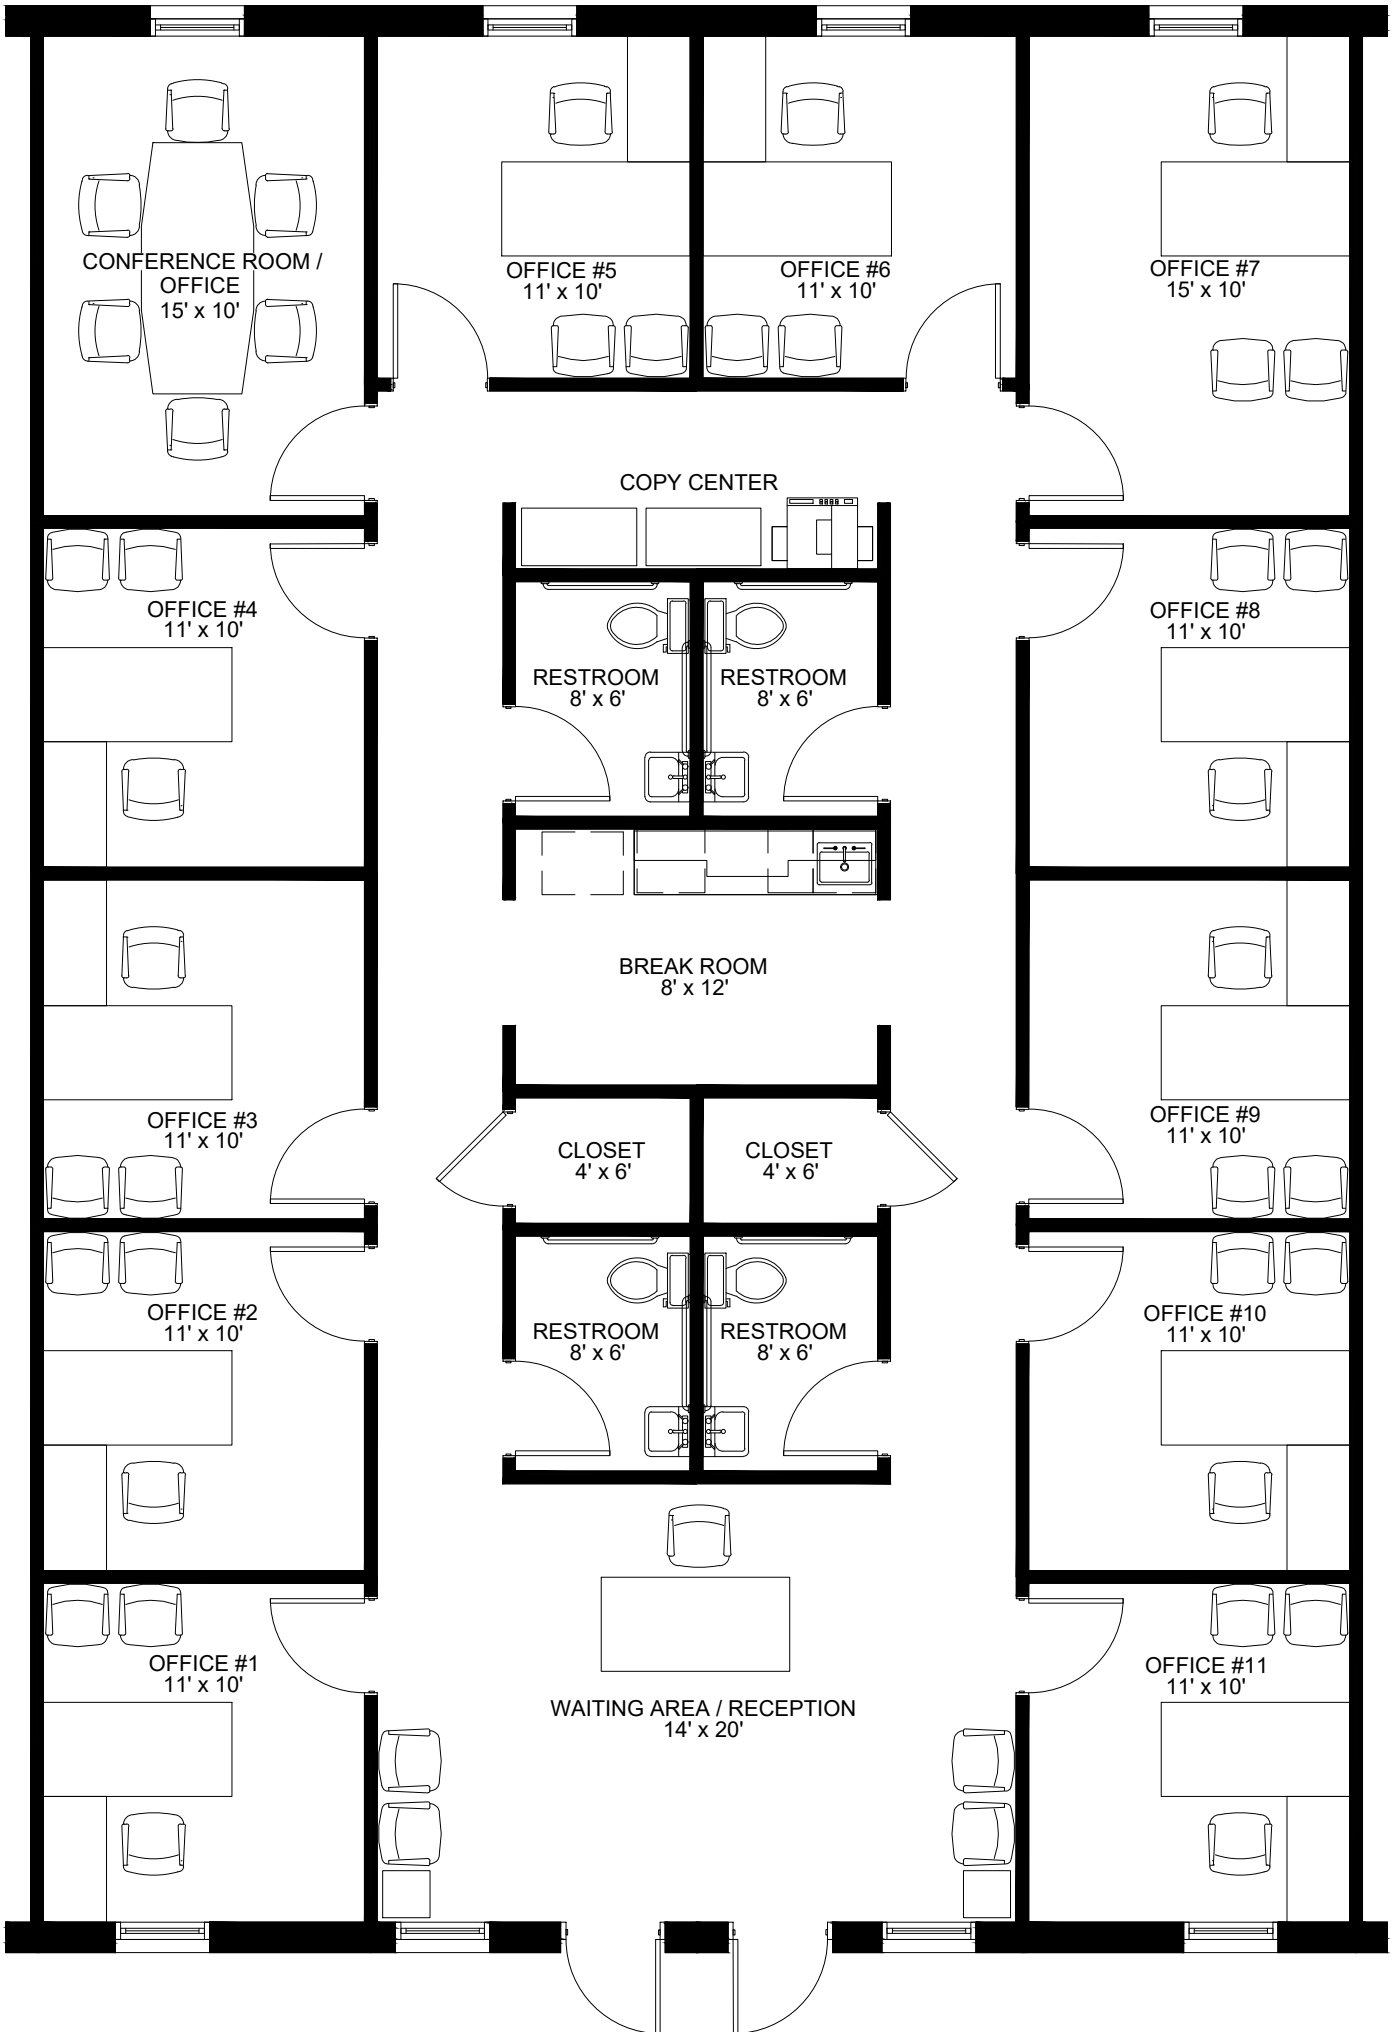 CONFERENCE ROOM /
OFFICE
15' x 10'
OFFICE #5
11' x 10'
OFFICE #6
11' x 10'
OFFICE #7
15' x 10'
COPY CENTER
OFFICE #4
11' x 10'
RESTROOM
8' x 6'
RESTROOM
8' x 6'
OFFICE #8
11' x 10'
BREAK ROOM
8' x 12'
OFFICE #3
11' x 10'
CLOSET
4' x 6'
CLOSET
4' x 6'
OFFICE #9
11' x 10'
OFFICE #2
11' x 10'
RESTROOM
8' x 6'
RESTROOM
8' x 6'
OFFICE #10
11' x 10'
OFFICE #1
11' x 10'
WAITING AREA / RECEPTION
14' x 20'
OFFICE #11
11' x 10'